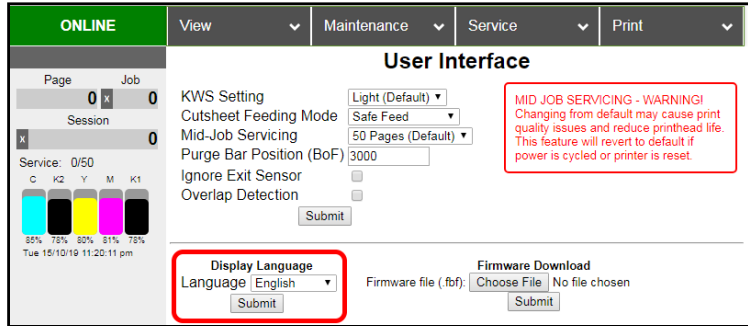 ONLINE
View
Maintenance
Service
Print
User Interface
Page Job
0 x 0
Session
x 0
Service: 0/50
C K2 Y M K1
85% 78% 80% 81% 78%
Tue 15/10/19 11:20:11 pm
KWS Setting Light (Default)
Cutsheet Feeding Mode Safe Feed
Mid-Job Servicing 50 Pages (Default)
Purge Bar Position (BoF) 3000
Ignore Exit Sensor
Overlap Detection
Submit
MID JOB SERVICING - WARNING!
Changing from default may cause print
quality issues and reduce printhead life.
This feature will revert to default if
power is cycled or printer is reset.
Display Language
Language English
Submit
Firmware Download
Firmware file (.fbf): Choose File No file chosen
Submit